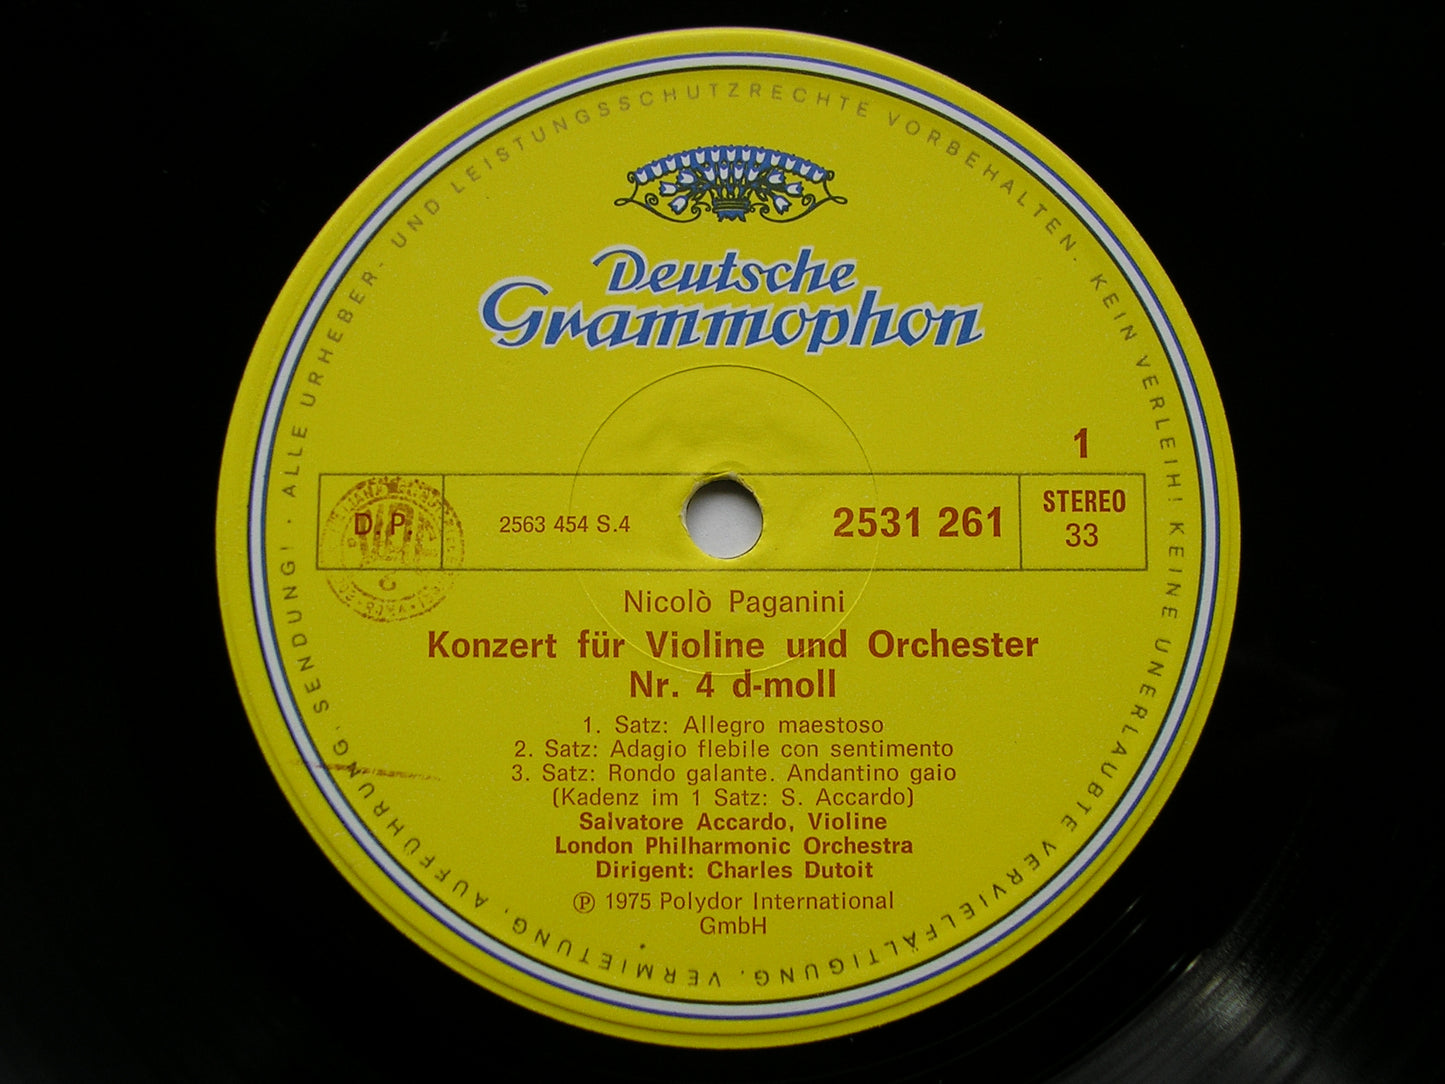 ALLE URHEBER- UND LEISTUNGSSCHUTZRECHTE VORBEHALTEN · KEIN VERLEIH! KEINE UNERLAUBTE VERVIELFÄLTIGUNG, VERMIETUNG, AUFFÜHRUNG, SENDUNG! ·
Deutsche
Grammophon
1
D.P.
2563 454 S.4
2531 261
STEREO
33
Nicolò Paganini
Konzert für Violine und Orchester
Nr. 4 d-moll
1. Satz: Allegro maestoso
2. Satz: Adagio flebile con sentimento
3. Satz: Rondo galante. Andantino gaio
(Kadenz im 1 Satz: S. Accardo)
Salvatore Accardo, Violine
London Philharmonic Orchestra
Dirigent: Charles Dutoit
℗ 1975 Polydor International
GmbH